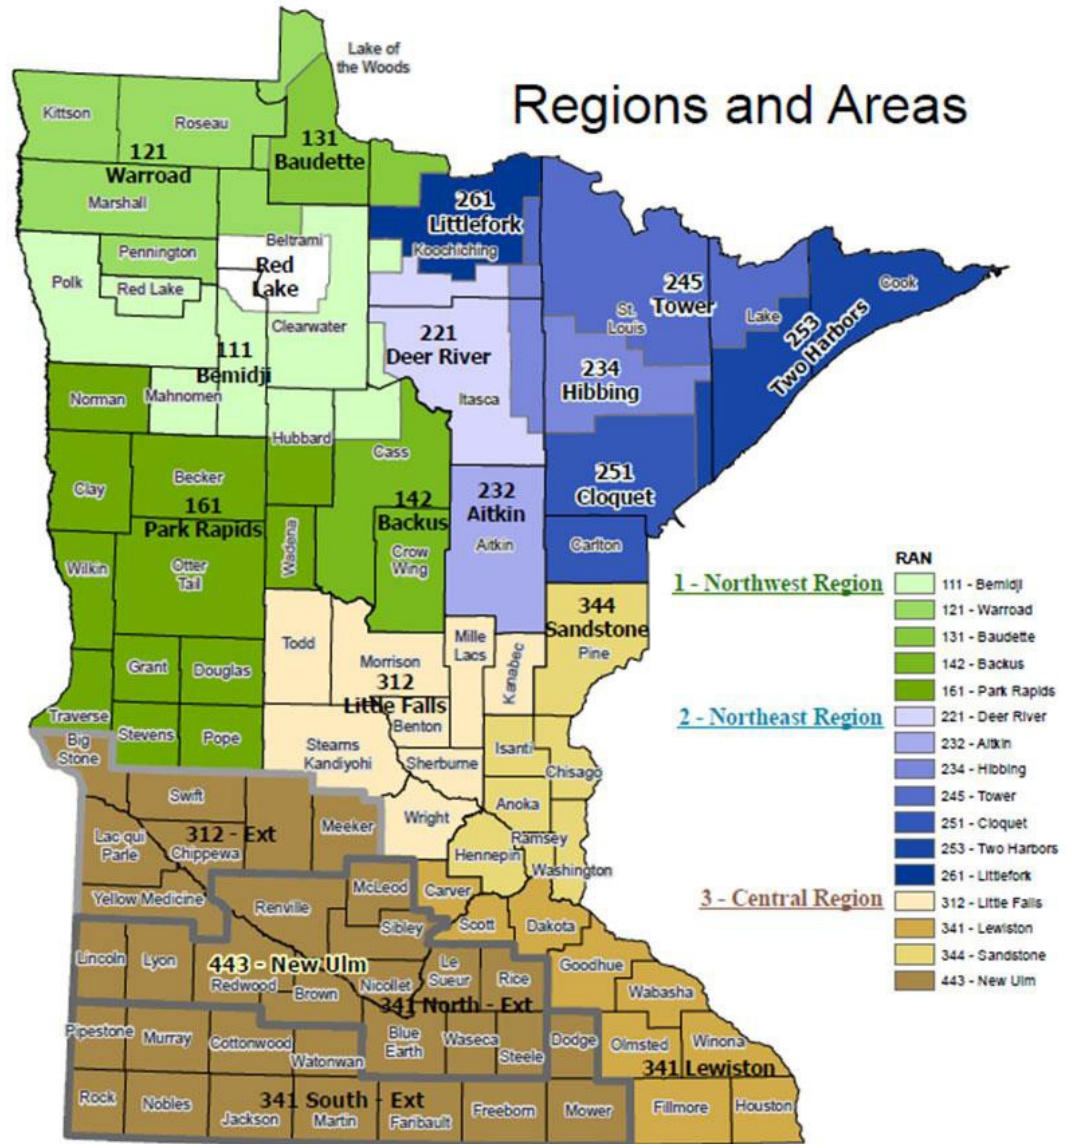 Regions and Areas
Lake of
the Woods
Kittson
Roseau
121
Warroad
131
Baudette
Marshall
261
Littlefork
Koochiching
Beltrami
Red
Lake
Pennington
Polk
Red Lake
Clearwater
245
Tower
St.
Louis
Lake
Cook
253
Two Harbors
221
Deer River
111
Bemidji
234
Hibbing
Norman
Mahnomen
Itasca
Hubbard
Cass
Becker
Clay
161
Park Rapids
142
Backus
232
Aitkin
251
Cloquet
Wadena
Crow
Wing
Aitkin
Carlton
Wilkin
Otter
Tail
344
Sandstone
Pine
Todd
Mille
Lacs
Kanabec
Morrison
Grant
Douglas
312
Little Falls
Benton
Traverse
Stevens
Pope
Big
Stone
Stearns
Kandiyohi
Sherburne
Isanti
Chisago
Swift
Anoka
Wright
Meeker
312 - Ext
Lac qui
Parle
Chippewa
Ramsey
Hennepin
Washington
McLeod
Carver
Yellow Medicine
Renville
Sibley
Scott
Dakota
Lincoln
Lyon
443 - New Ulm
Redwood
Brown
Nicollet
Le
Sueur
Rice
Goodhue
Wabasha
341 North - Ext
Pipestone
Murray
Cottonwood
Watonwan
Blue
Earth
Waseca
Steele
Dodge
Olmsted
Winona
341 Lewiston
Rock
Nobles
341 South - Ext
Jackson
Martin
Faribault
Freeborn
Mower
Fillmore
Houston
RAN
1 - Northwest Region
111 - Bemidji
121 - Warroad
131 - Baudette
142 - Backus
161 - Park Rapids
2 - Northeast Region
221 - Deer River
232 - Aitkin
234 - Hibbing
245 - Tower
251 - Cloquet
253 - Two Harbors
261 - Littlefork
3 - Central Region
312 - Little Falls
341 - Lewiston
344 - Sandstone
443 - New Ulm